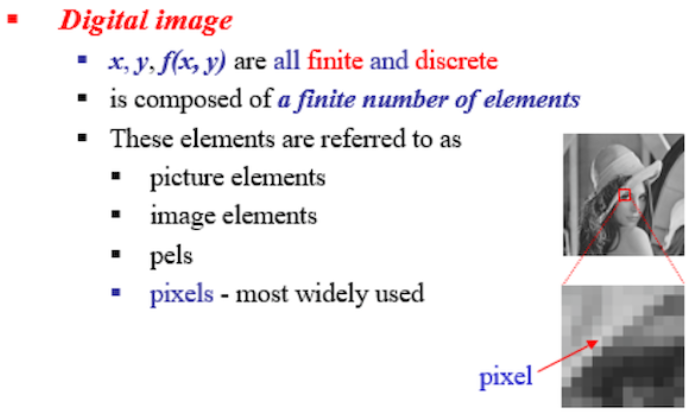 Digital image
x, y, f(x, y) are all finite and discrete
is composed of a finite number of elements
These elements are referred to as
picture elements
image elements
pels
pixels - most widely used
pixel